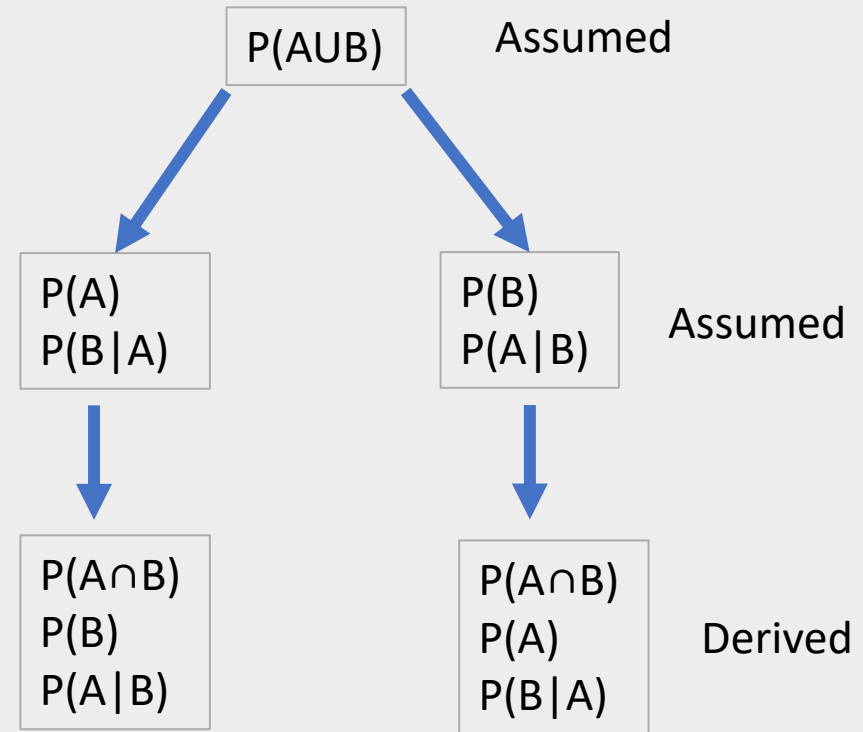 P(AUB)
Assumed
P(A)
P(B|A)
P(B)
P(A|B)
Assumed
P(A∩B)
P(B)
P(A|B)
P(A∩B)
P(A)
P(B|A)
Derived